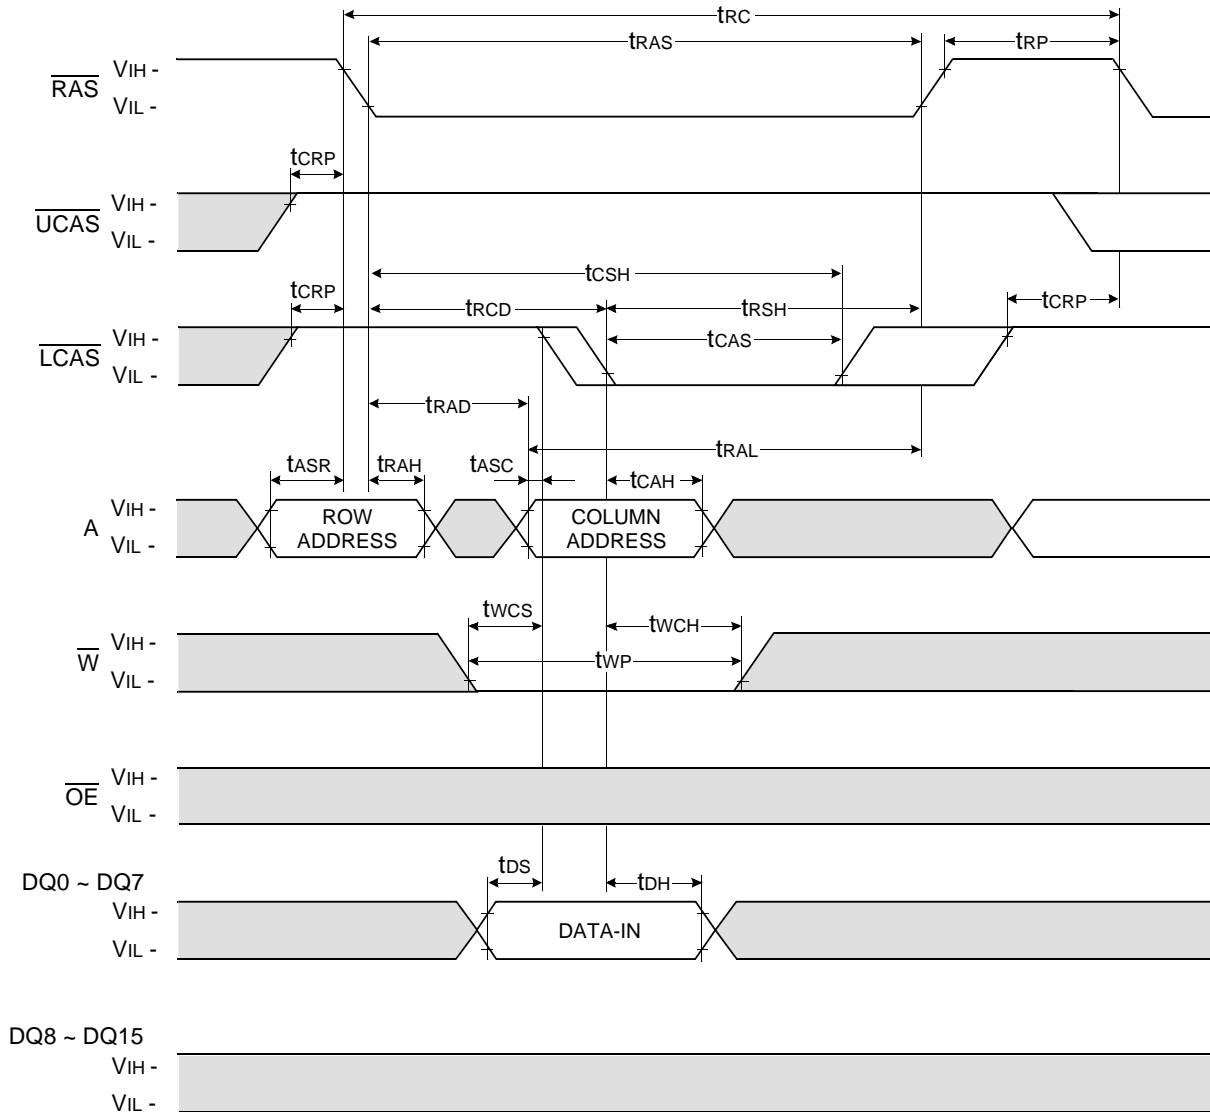 tRC
tRAS
tRP
RAS
VIH -
VIL -
tCRP
UCAS
VIH -
VIL -
tCSH
tCRP
tRCD
tRSH
tCRP
LCAS
VIH -
VIL -
tCAS
tRAD
tRAL
tASR
tRAH
tASC
tCAH
A
VIH -
VIL -
ROW
ADDRESS
COLUMN
ADDRESS
tWCS
tWCH
W
VIH -
VIL -
tWP
OE
VIH -
VIL -
tDS
tDH
DQ0 ~ DQ7
VIH -
VIL -
DATA-IN
DQ8 ~ DQ15
VIH -
VIL -